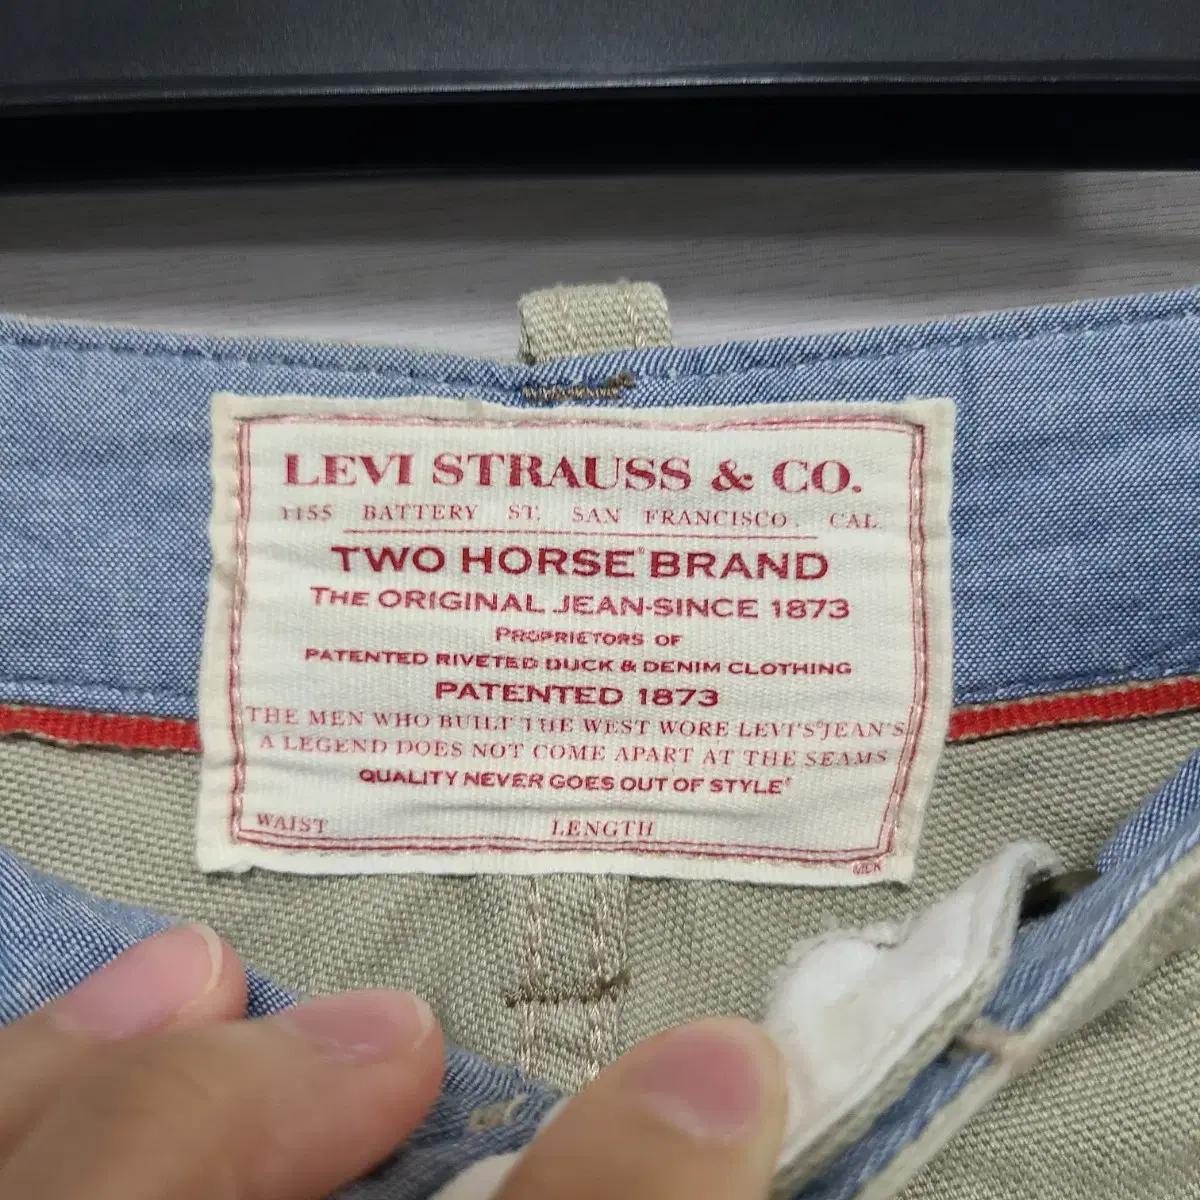 LEVI STRAUSS & CO.
1155 BATTERY ST. SAN FRANCISCO. CAL
TWO HORSE® BRAND
THE ORIGINAL JEAN-SINCE 1873
PROPRIETORS OF
PATENTED RIVETED DUCK & DENIM CLOTHING
PATENTED 1873
THE MEN WHO BUILT THE WEST WORE LEVI'S® JEAN'S
A LEGEND DOES NOT COME APART AT THE SEAMS
QUALITY NEVER GOES OUT OF STYLE®
WAIST LENGTH